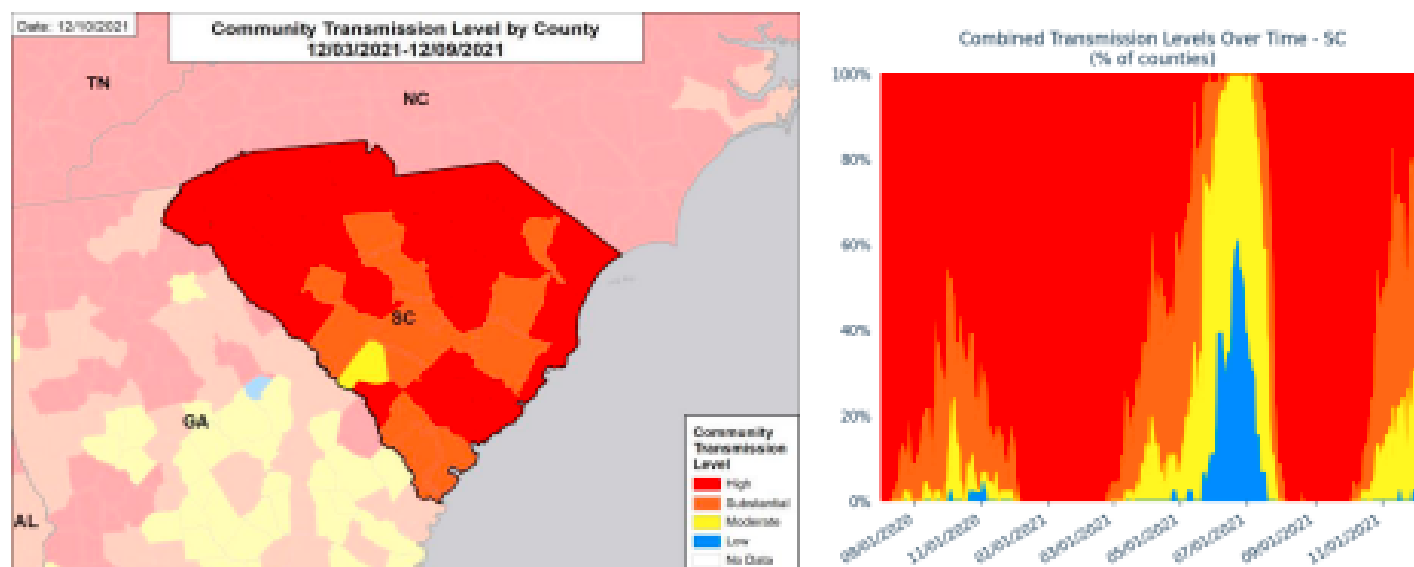 Date: 12/10/2021
Community Transmission Level by County
12/03/2021-12/09/2021
TN
NC
SC
GA
AL
Community
Transmission
Level
High
Substantial
Moderate
Low
No Data
Combined Transmission Levels Over Time - SC
(% of counties)
100%
80%
60%
40%
20%
0%
09/01/2020
11/01/2020
01/01/2021
03/01/2021
05/01/2021
07/01/2021
09/01/2021
11/01/2021